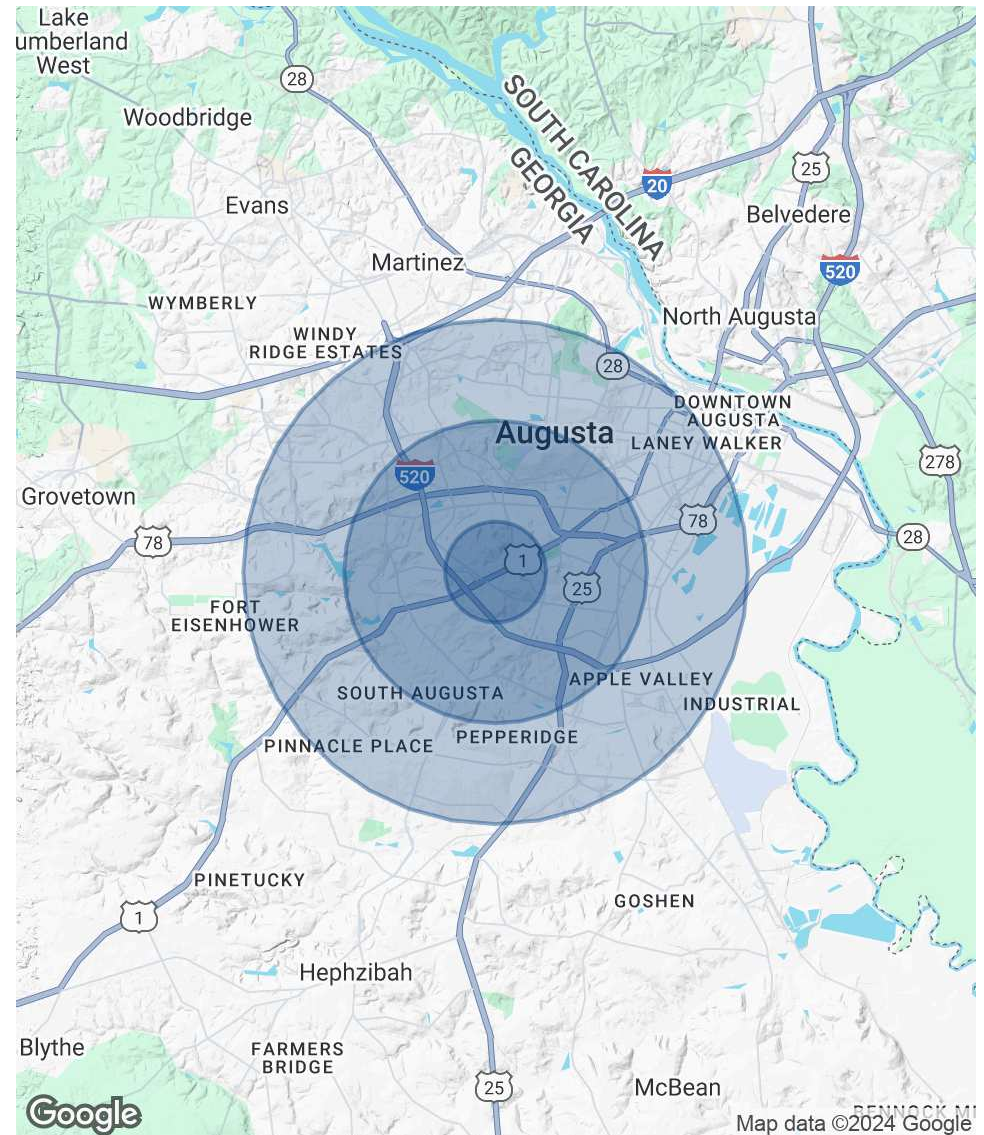 Lake
umberland
West
28
Woodbridge
SOUTH CAROLINA
GEORGIA
20
25
Evans
Belvedere
Martinez
520
WYMBERLY
North Augusta
WINDY
RIDGE ESTATES
28
DOWNTOWN
AUGUSTA
Augusta
LANEY WALKER
520
278
Grovetown
78
78
28
1
25
FORT
EISENHOWER
APPLE VALLEY
SOUTH AUGUSTA
INDUSTRIAL
PEPPERIDGE
PINNACLE PLACE
PINETUCKY
GOSHEN
1
Hephzibah
Blythe
FARMERS
BRIDGE
25
McBean
BENNOCK MI
Google
Map data ©2024 Google